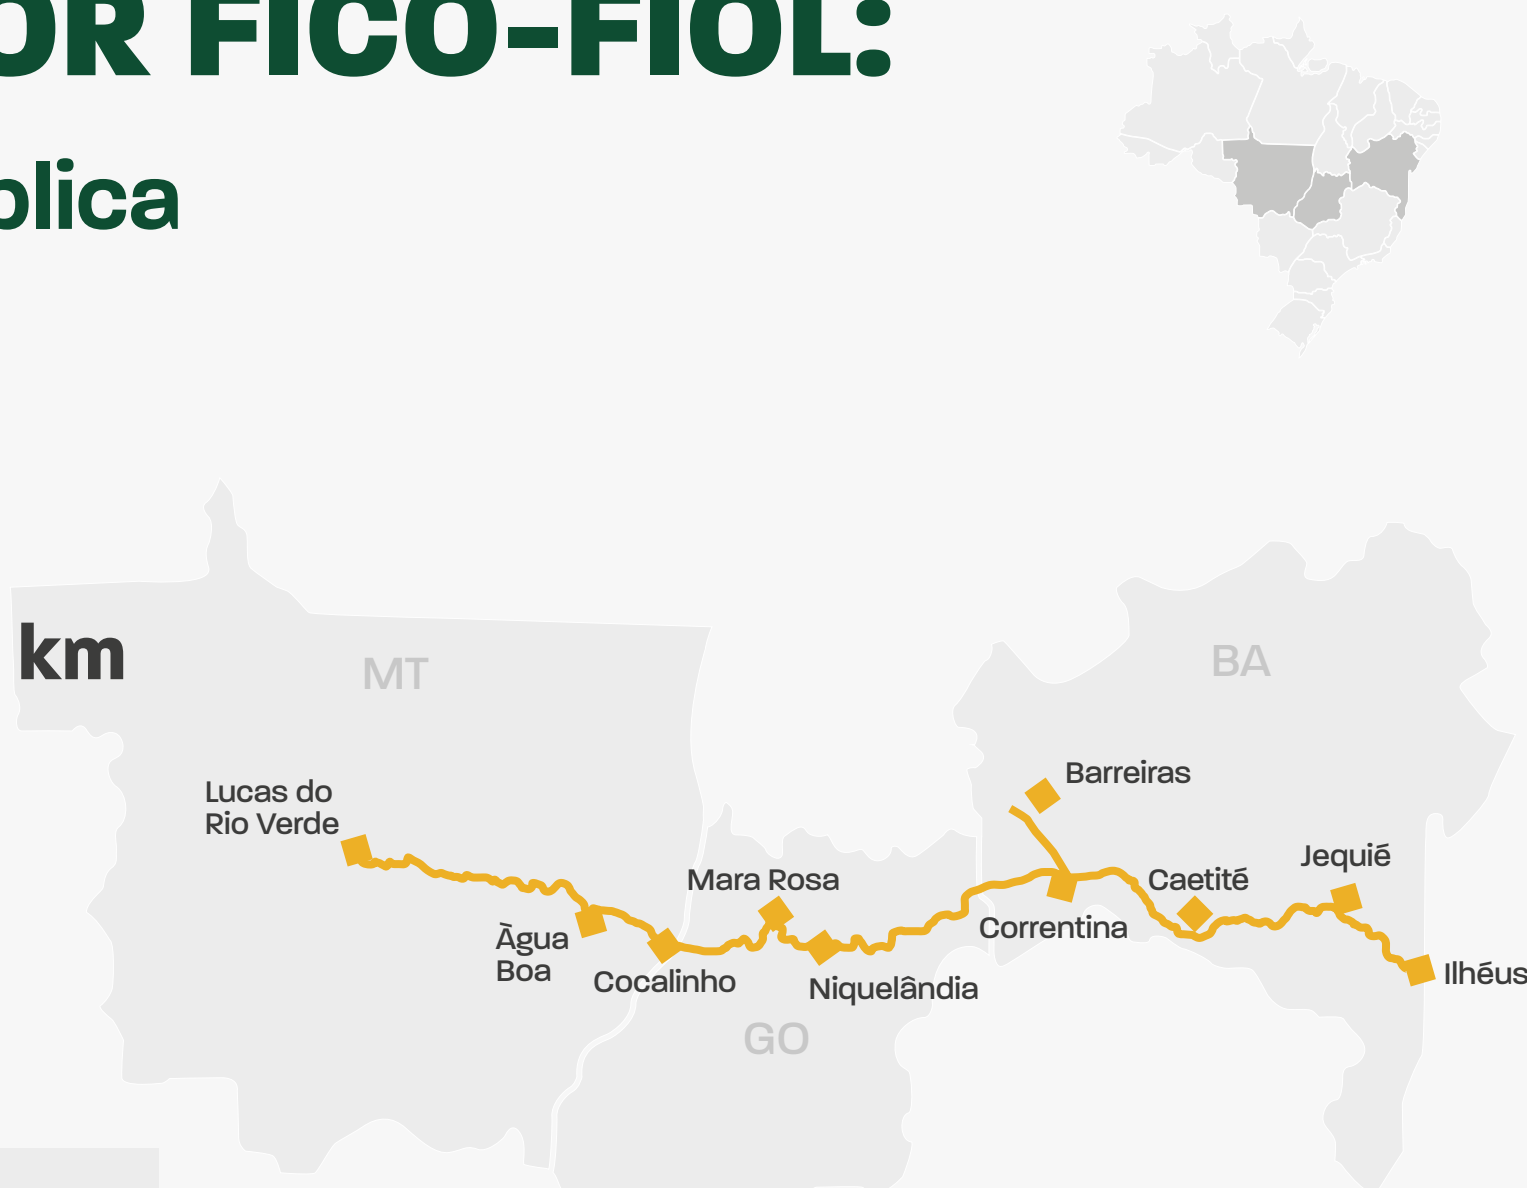 OR FICO-FIOL:
blica
km
MT
BA
Barreiras
Lucas do
Rio Verde
Jequié
Mara Rosa
Caetité
Correntina
Àgua
Boa
Cocalinho
Niquelândia
Ilhéus
GO